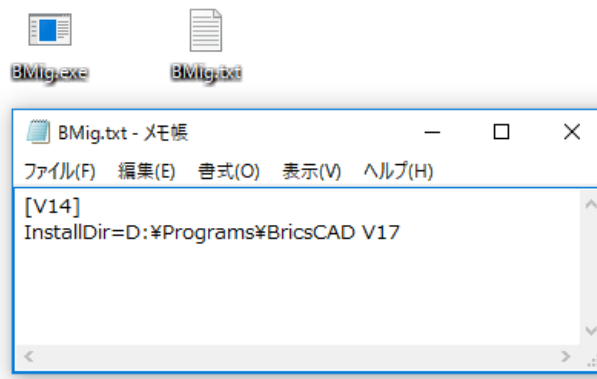 BMig.exe
BMig.txt
BMig.txt - メモ帳
ファイル(F) 編集(E) 書式(O) 表示(V) ヘルプ(H)
[V14]
InstallDir=D:¥Programs¥BricsCAD V17